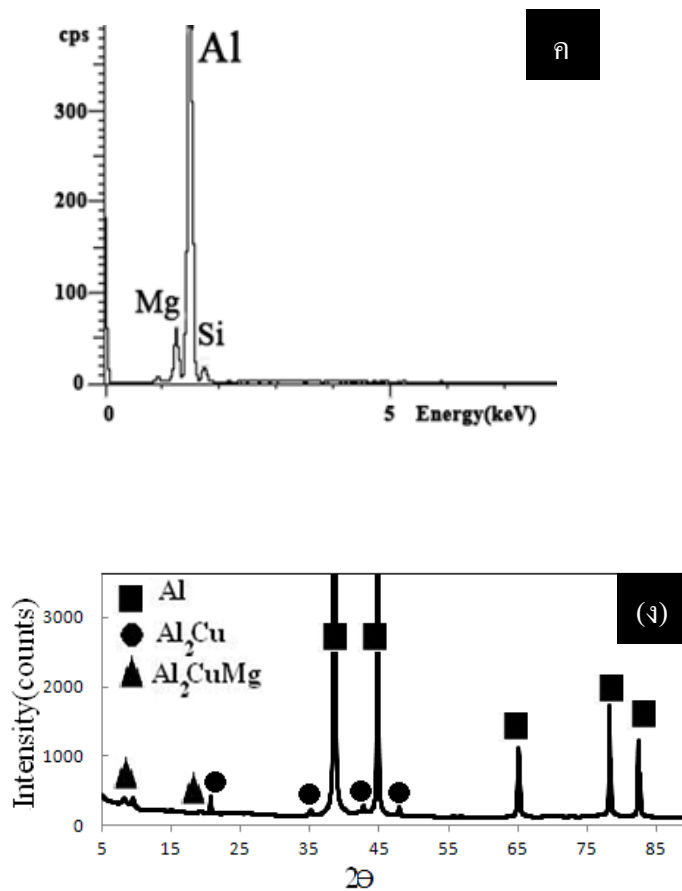 cps
ค
Al
300
200
Mg
Si
100
0
0 5 Energy(keV)
(ง)
Al
Al₂Cu
Al₂CuMg
Intensity(counts)
3000
2000
1000
0
5 15 25 35 45 55 65 75 85
2Θ